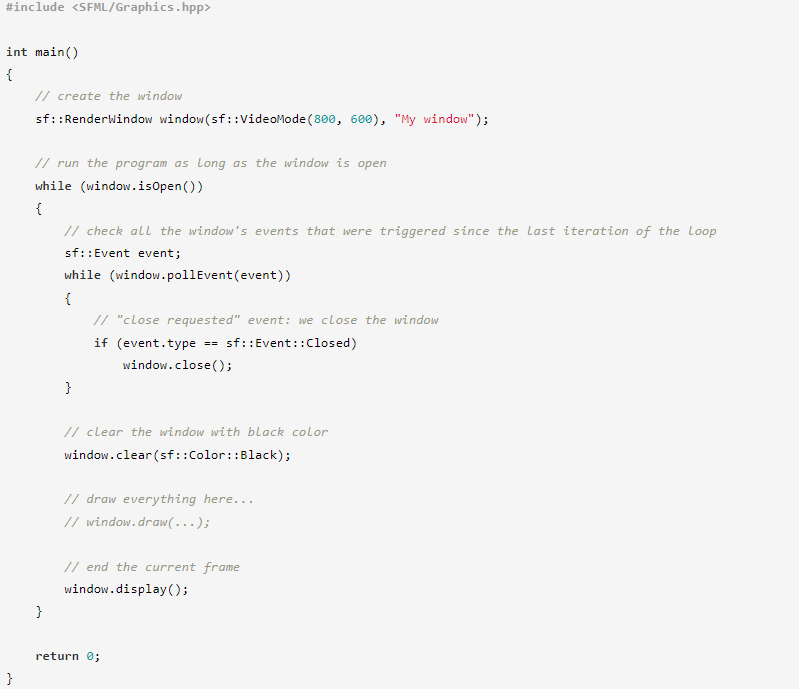 #include <SFML/Graphics.hpp>

int main()
{
    // create the window
    sf::RenderWindow window(sf::VideoMode(800, 600), "My window");

    // run the program as long as the window is open
    while (window.isOpen())
    {
        // check all the window's events that were triggered since the last iteration of the loop
        sf::Event event;
        while (window.pollEvent(event))
        {
            // "close requested" event: we close the window
            if (event.type == sf::Event::Closed)
                window.close();
        }

        // clear the window with black color
        window.clear(sf::Color::Black);

        // draw everything here...
        // window.draw(...);

        // end the current frame
        window.display();
    }

    return 0;
}